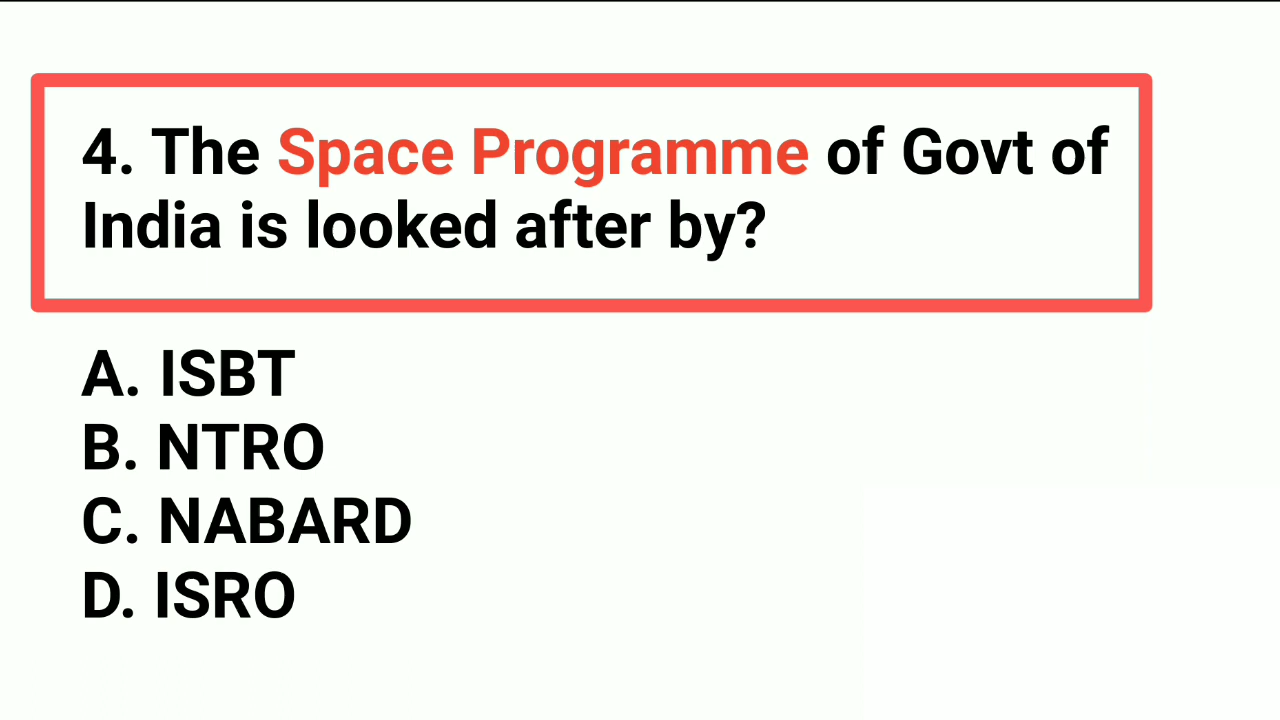 4. The Space Programme of Govt of
India is looked after by?
A. ISBT
B. NTRO
C. NABARD
D. ISRO